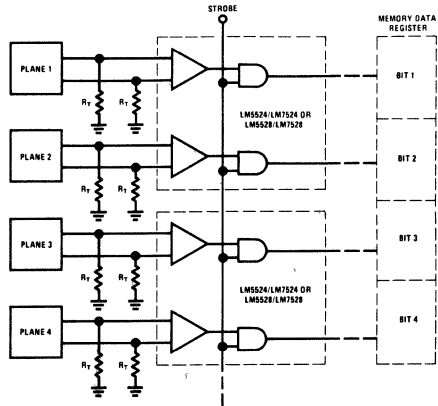 STROBE
MEMORY DATA
REGISTER
PLANE 1
RT
RT
LM5524/LM7524 OR
LM5528/LM7528
BIT 1
PLANE 2
RT
RT
BIT 2
PLANE 3
RT
RT
LM5524/LM7524 OR
LM5528/LM7528
BIT 3
PLANE 4
RT
RT
BIT 4